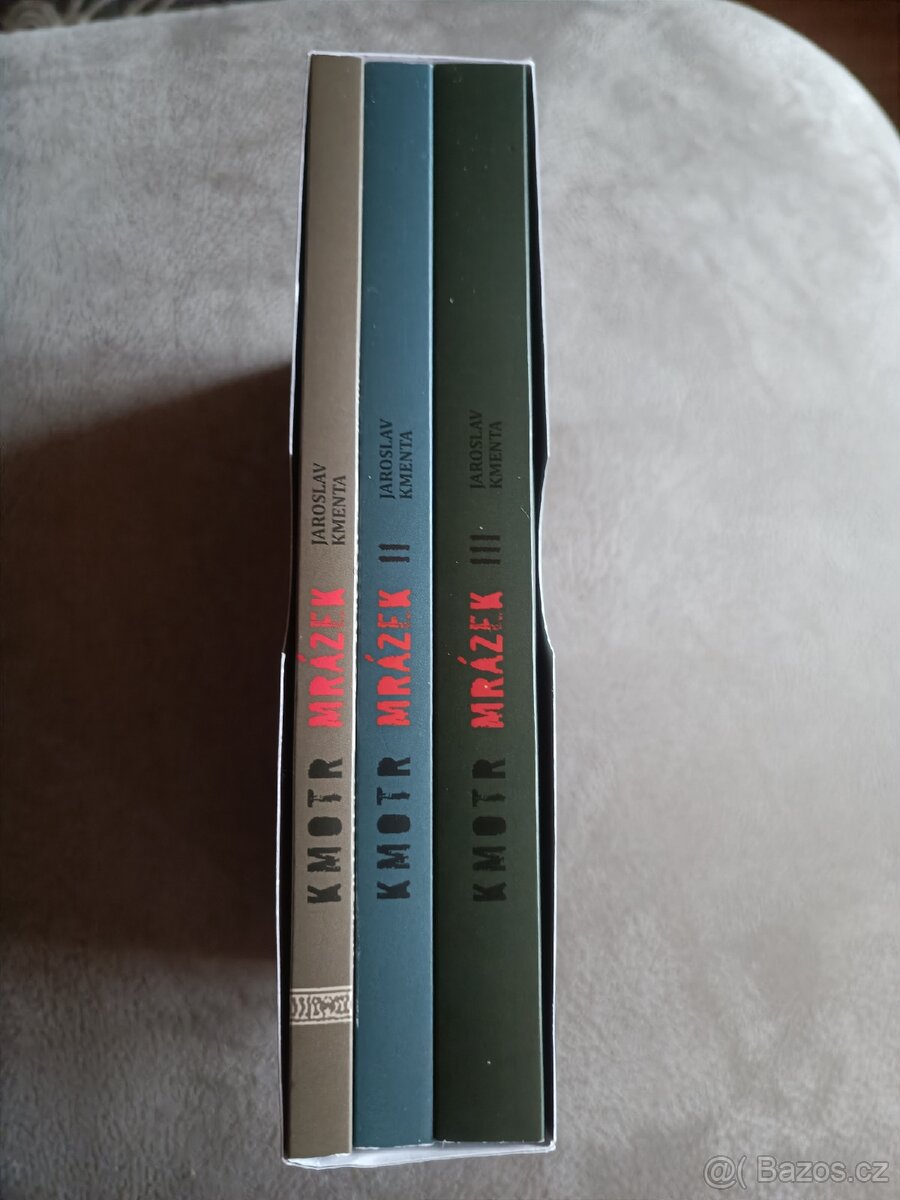 KMOTR MRÁZEK
JAROSLAV
KMENTA
KMOTR MRÁZEK II
JAROSLAV
KMENTA
KMOTR MRÁZEK III
JAROSLAV
KMENTA
@( Bazos.cz